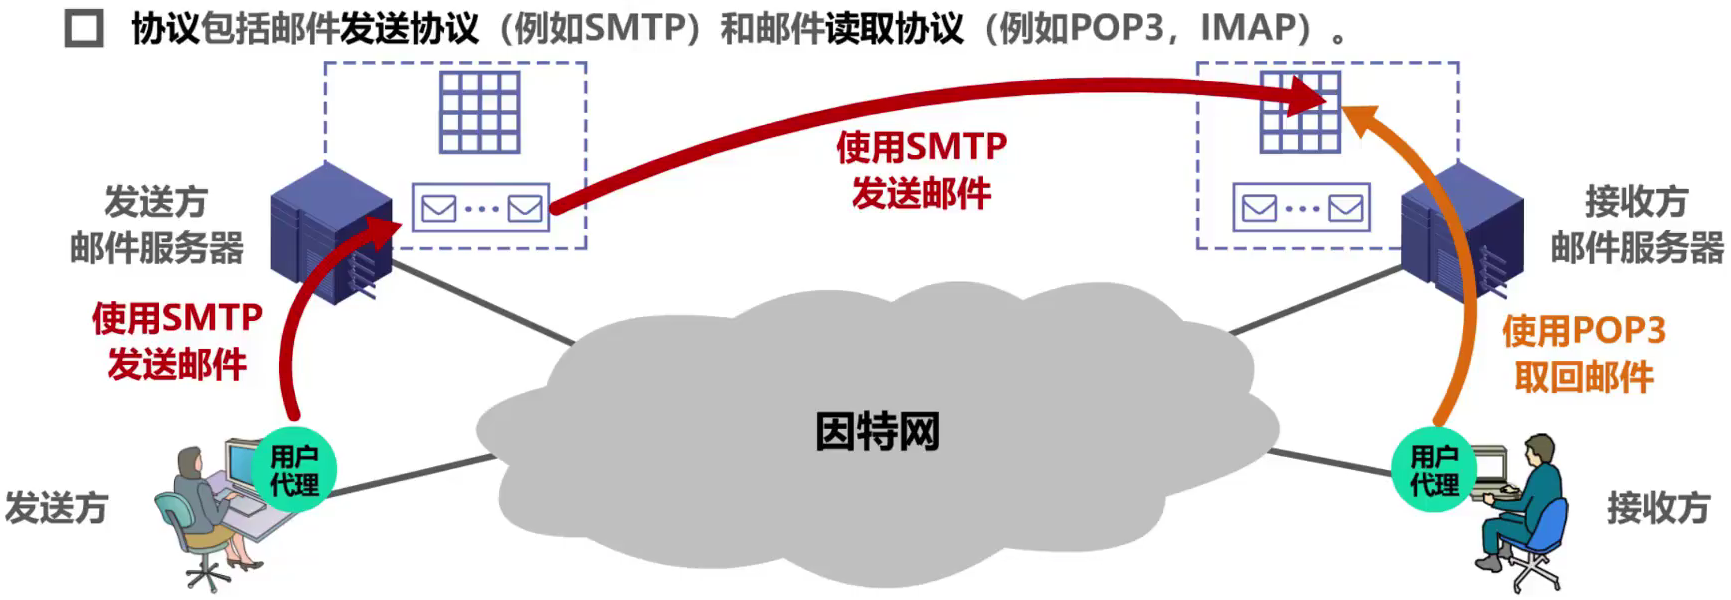 协议包括邮件发送协议（例如SMTP）和邮件读取协议（例如POP3，IMAP）。
使用SMTP
发送邮件
发送方
邮件服务器
接收方
邮件服务器
使用SMTP
发送邮件
使用POP3
取回邮件
因特网
用户
代理
用户
代理
发送方
接收方